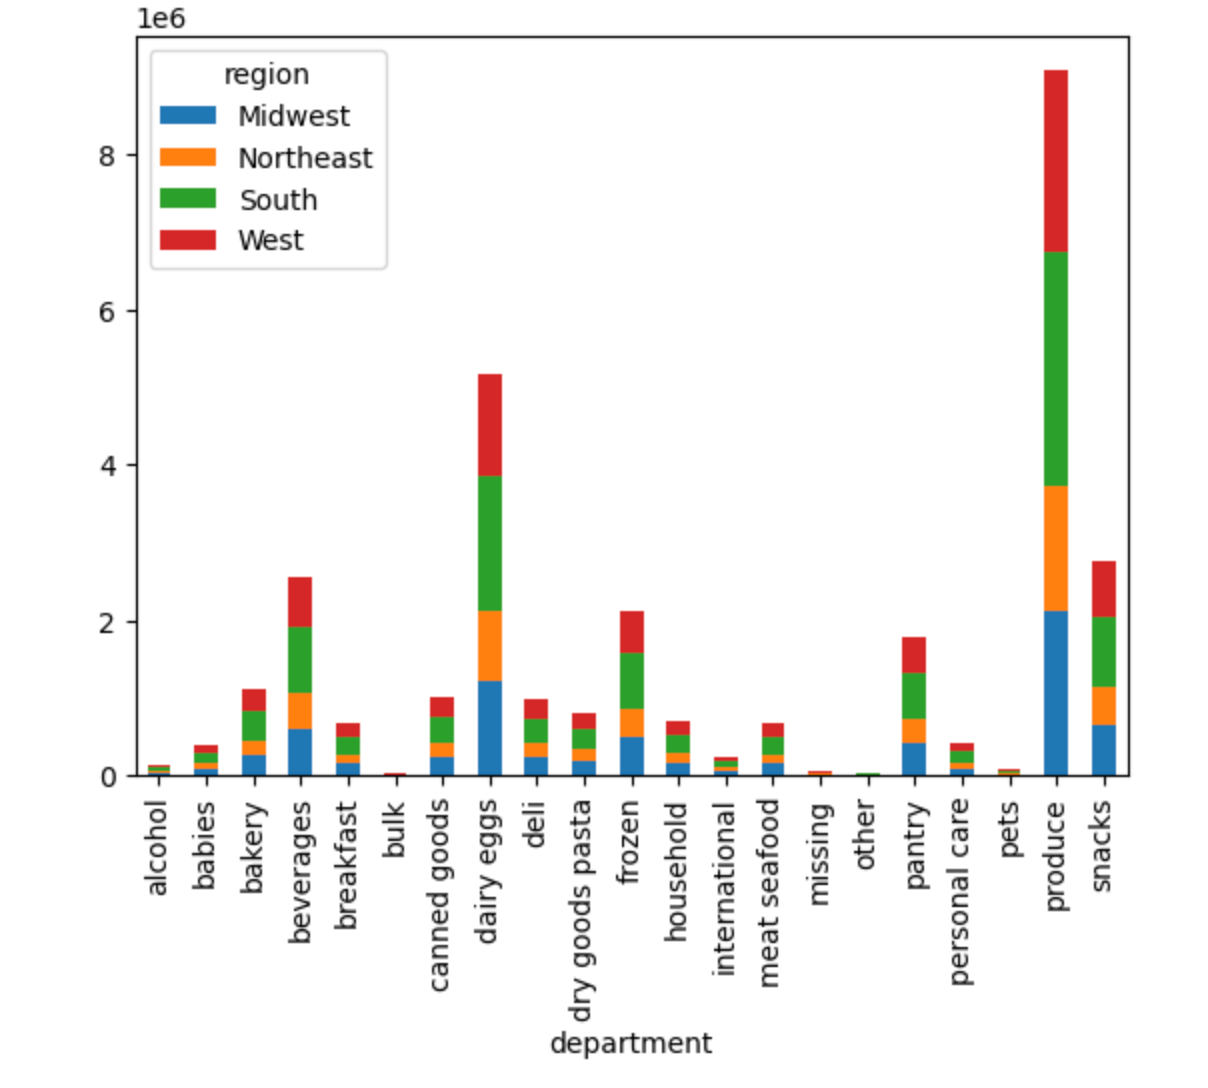 1e6
region
Midwest
Northeast
South
West
8
6
4
2
0
alcohol
babies
bakery
beverages
breakfast
bulk
canned goods
dairy eggs
deli
dry goods pasta
frozen
household
international
meat seafood
missing
other
pantry
personal care
pets
produce
snacks
department